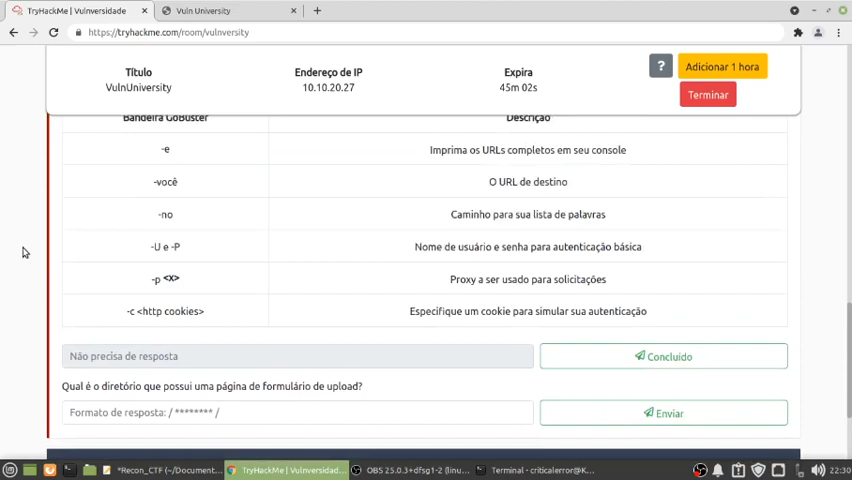 TryHackMe | Vulnversidade
Vuln University
https://tryhackme.com/room/vulnversity
Título
Endereço de IP
Expira
VulnUniversity
10.10.20.27
45m 02s
?
Adicionar 1 hora
Terminar
Bandeira GoBuster
Descrição
-e
Imprima os URLs completos em seu console
-você
O URL de destino
-no
Caminho para sua lista de palavras
-U e -P
Nome de usuário e senha para autenticação básica
-p <X>
Proxy a ser usado para solicitações
-c <http cookies>
Especifique um cookie para simular sua autenticação
Não precisa de resposta
Concluído
Qual é o diretório que possui uma página de formulário de upload?
Formato de resposta: / ******** /
Enviar
*Recon_CTF (~/Document...
TryHackMe | Vulnversidad...
OBS 25.0.3+dfsg1-2 (linu...
Terminal - criticalerror@K...
22:30